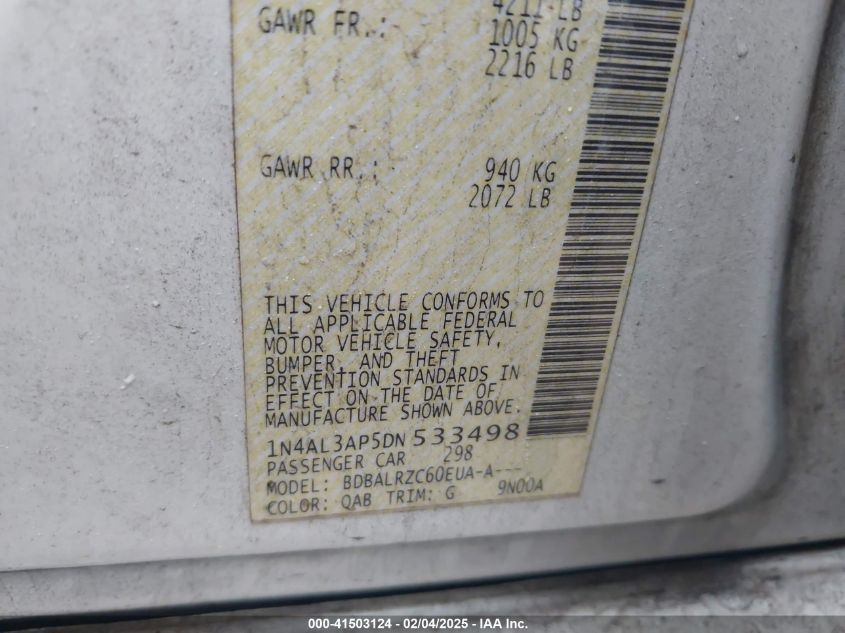 4211 LB
GAWR FR.: 1005 KG
2216 LB
GAWR RR.: 940 KG
2072 LB
THIS VEHICLE CONFORMS TO
ALL APPLICABLE FEDERAL
MOTOR VEHICLE SAFETY,
BUMPER, AND THEFT
PREVENTION STANDARDS IN
EFFECT ON THE DATE OF
MANUFACTURE SHOWN ABOVE.
1N4AL3AP5DN533498
PASSENGER CAR 298
MODEL: BDBALRZC60EUA-A---
COLOR: QAB TRIM: G 9N00A
000-41503124 - 02/04/2025 - IAA Inc.